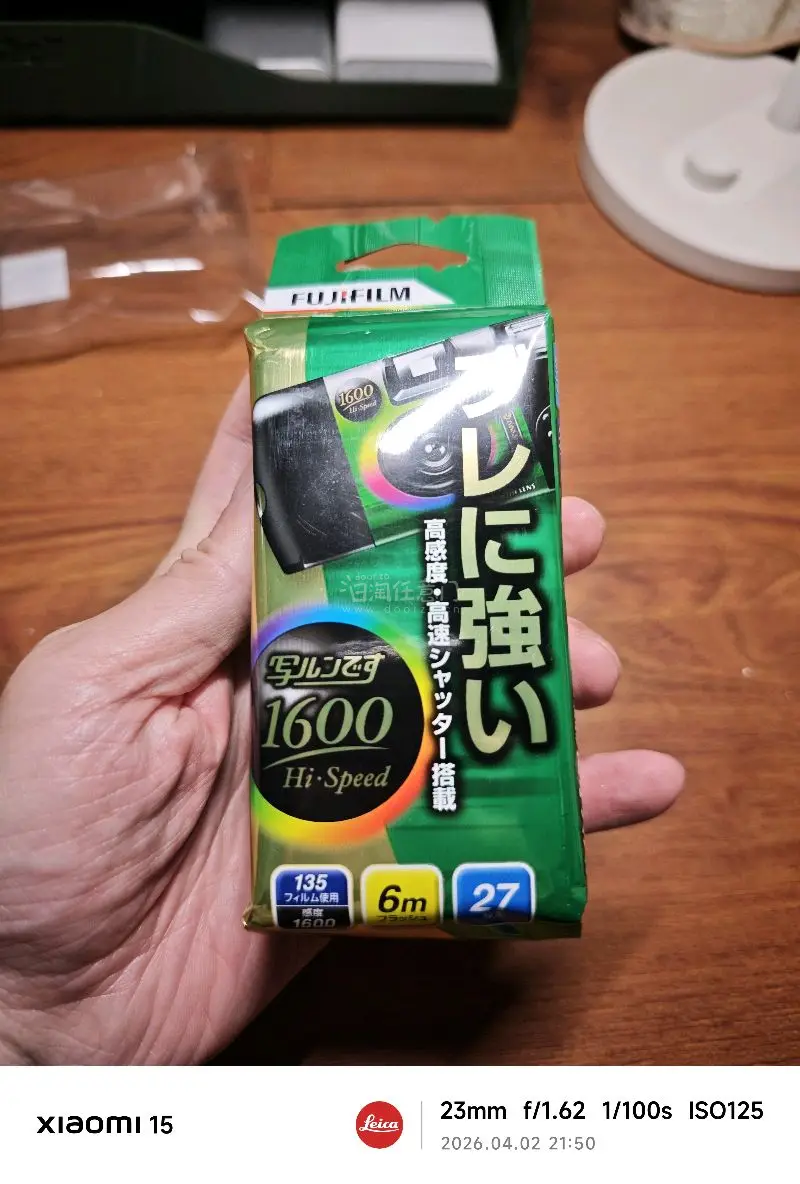 FUJIFILM
1600
Hi-Speed
ブレに強い
高感度・高速シャッター搭載
写ルンです
1600
Hi・Speed
135
フィルム使用
感度
1600
6m
フラッシュ
27
XIAOMI 15
Leica
23mm f/1.62 1/100s ISO125
2026.04.02 21:50